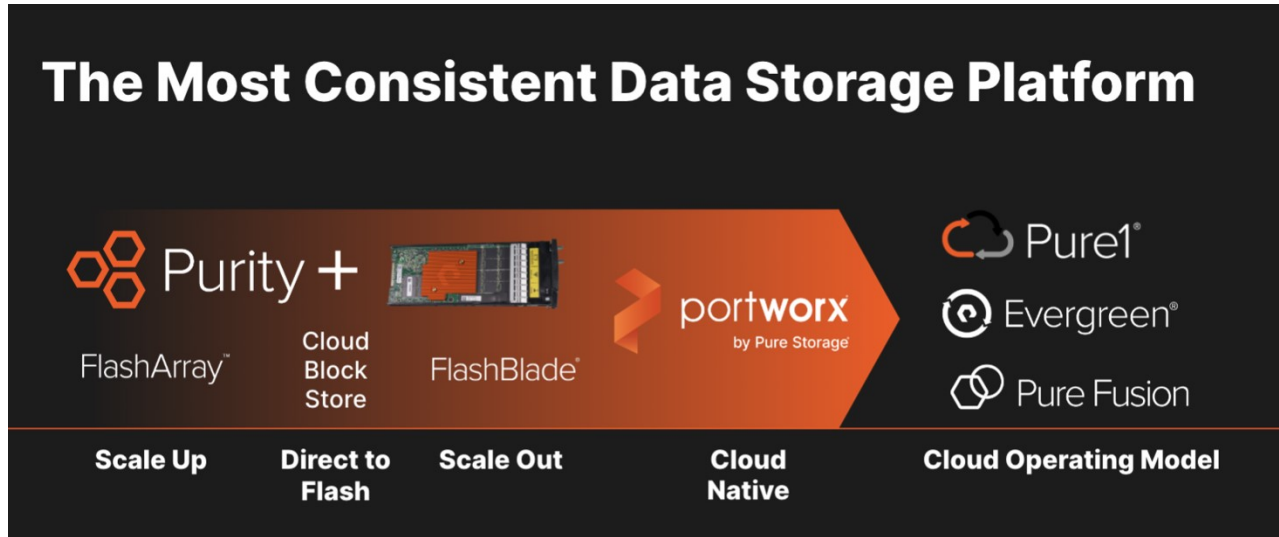 The Most Consistent Data Storage Platform
Purity +
FlashArray™
Cloud
Block
Store
FlashBlade®
portworx®
by Pure Storage®
Pure1®
Evergreen®
Pure Fusion
Scale Up
Direct to
Flash
Scale Out
Cloud
Native
Cloud Operating Model